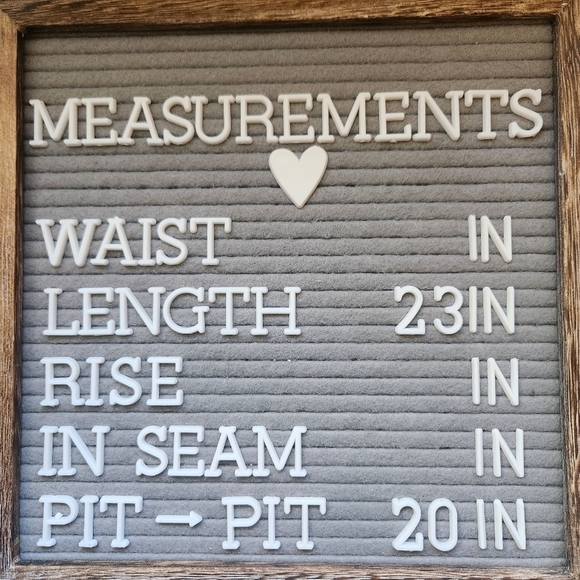 MEASUREMENTS
WAIST IN
LENGTH 23IN
RISE IN
IN SEAM IN
PIT → PIT 20 IN